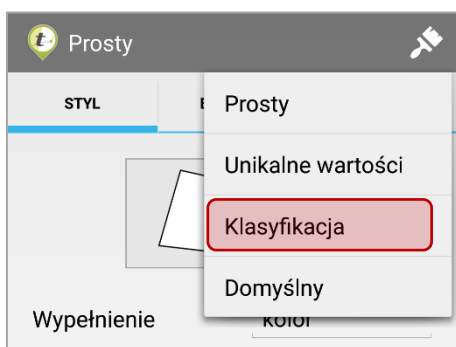 Prosty
STYL
Prosty
Unikalne wartości
Klasyfikacja
Domyślny
Wypełnienie
kolor